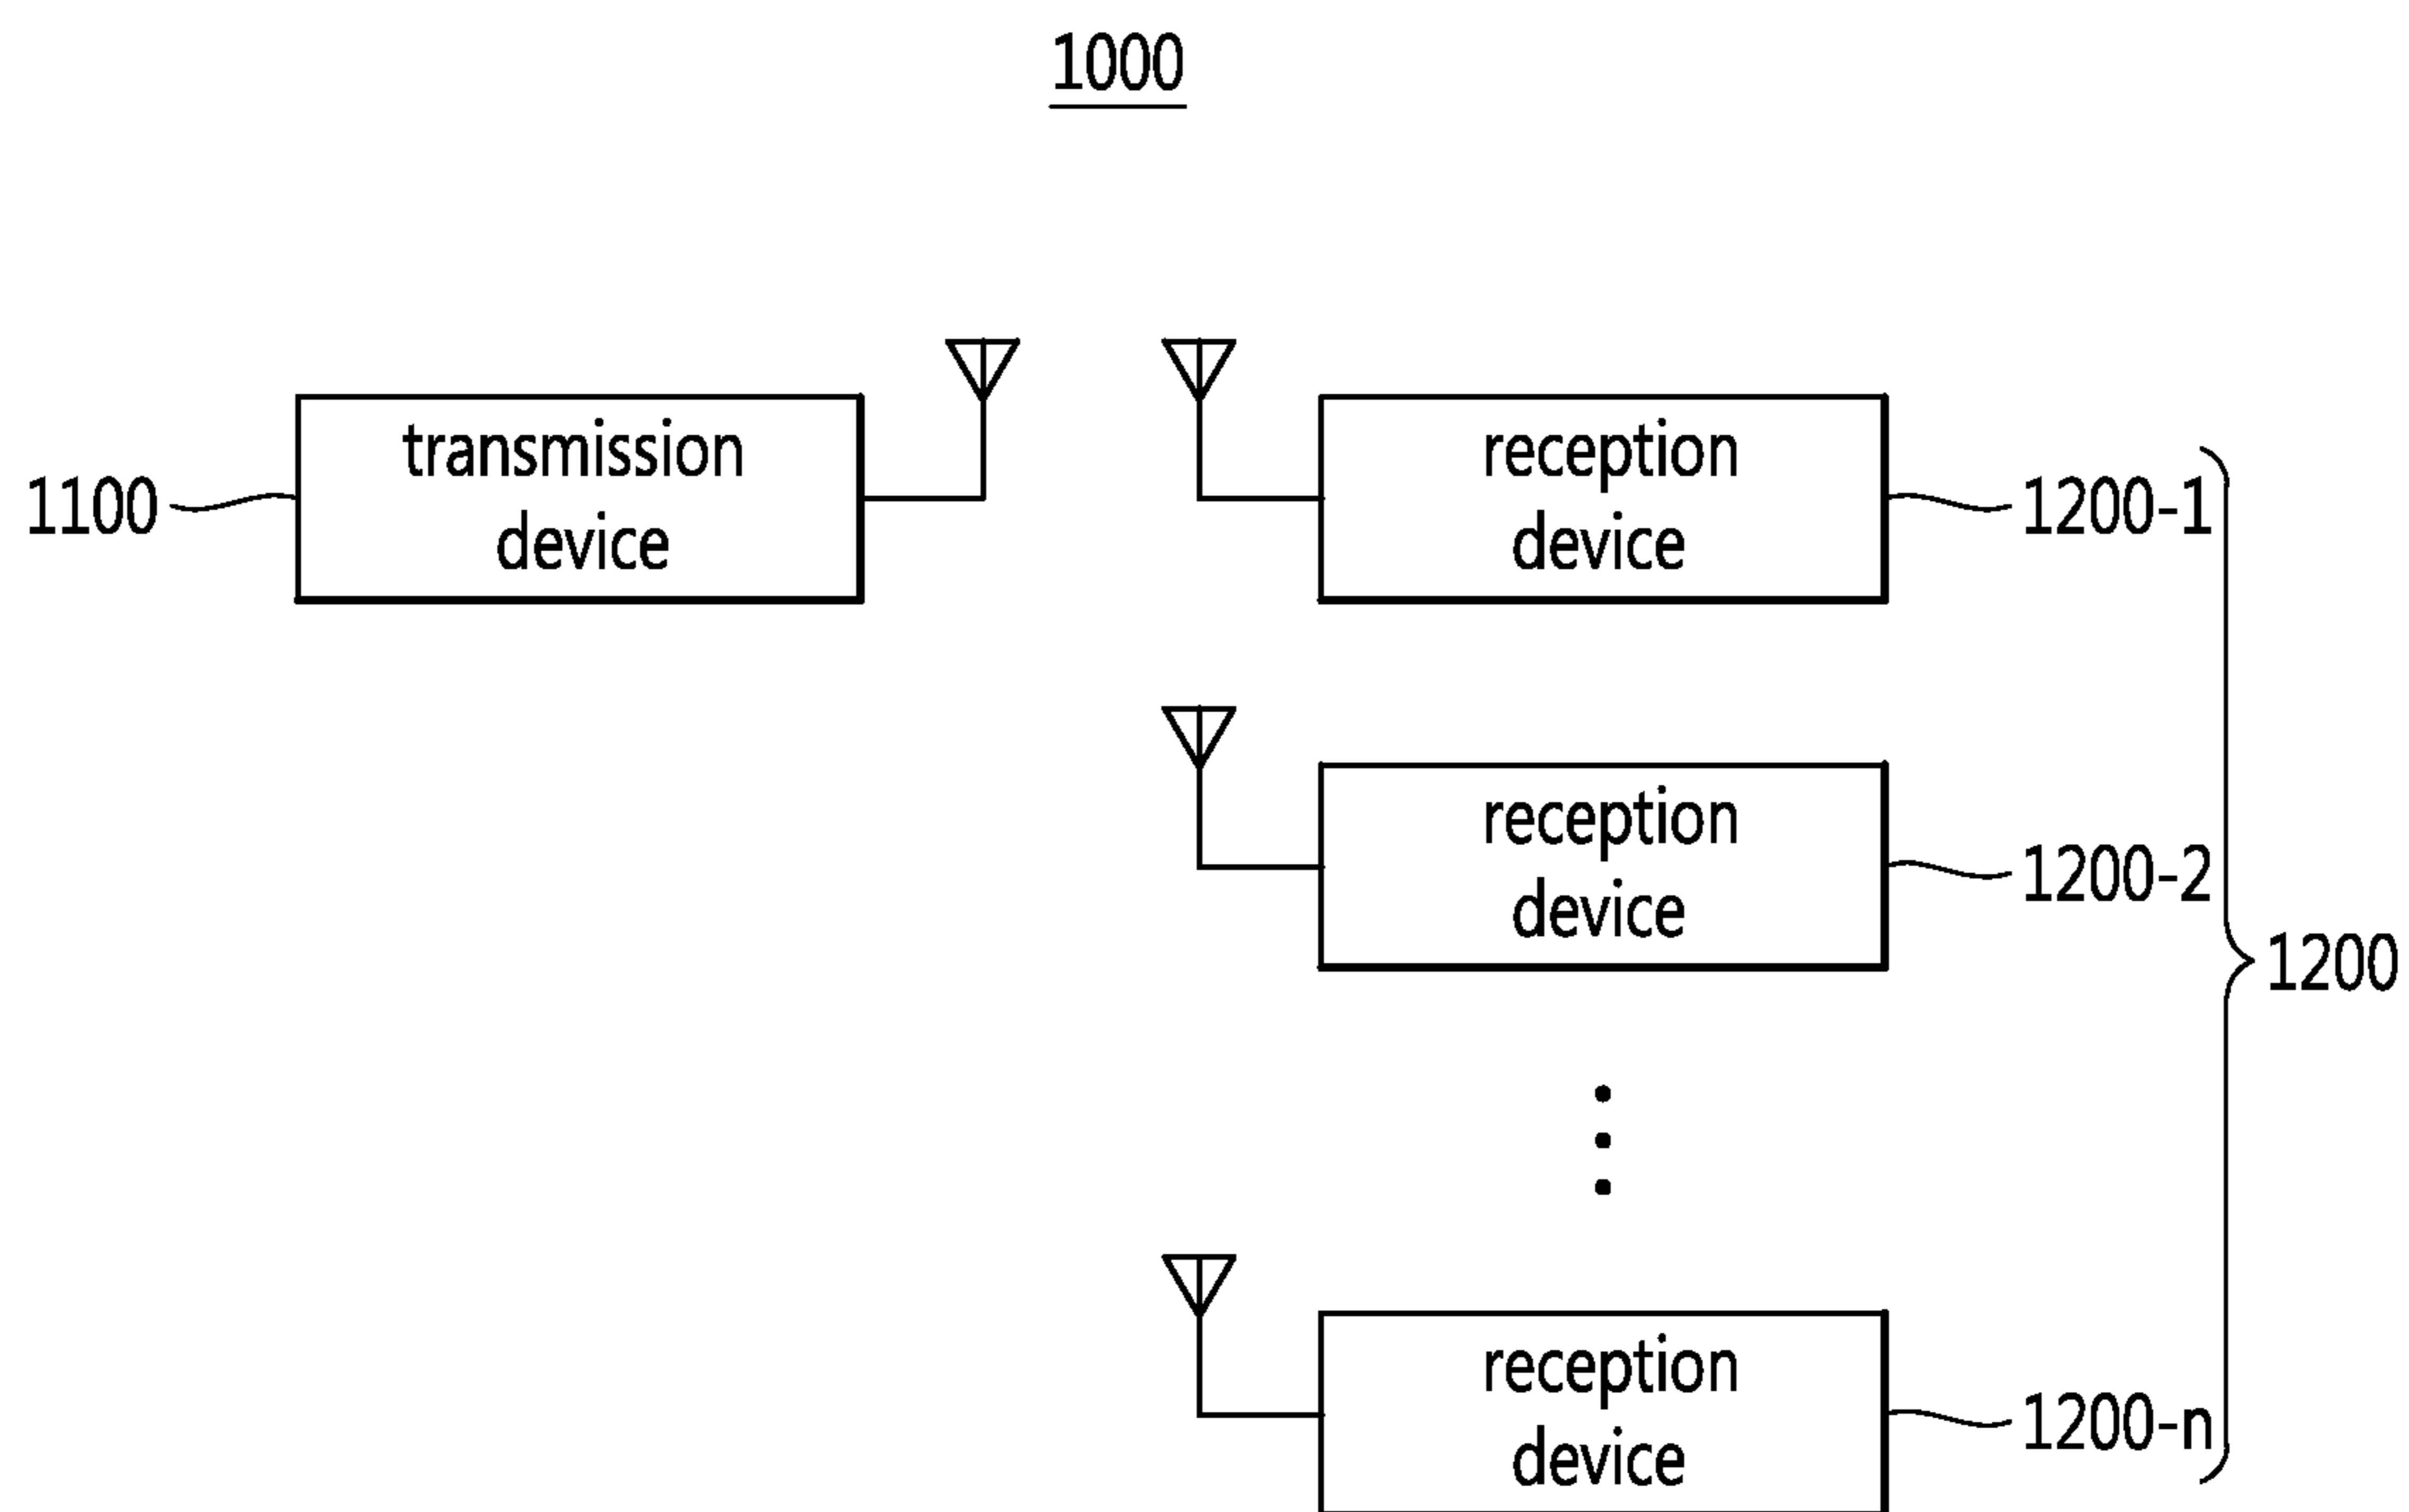 1000
transmission
device
1100
reception
device
1200-1
reception
device
1200-2
1200
reception
device
1200-n